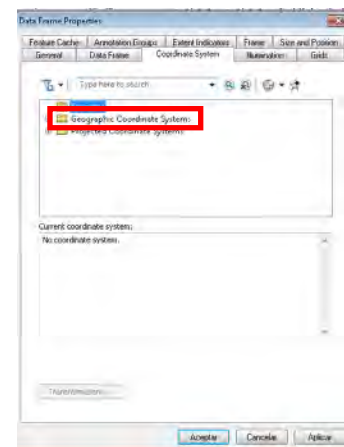 Data Frame Properties
Feature Cache Annotation Groups Extent Indicators Frame Size and Position
General Data Frame Coordinate System Illumination Grids
Type here to search
Geographic Coordinate Systems
Projected Coordinate Systems
Current coordinate system:
No coordinate system.
Transformations...
Aceptar Cancelar Aplicar